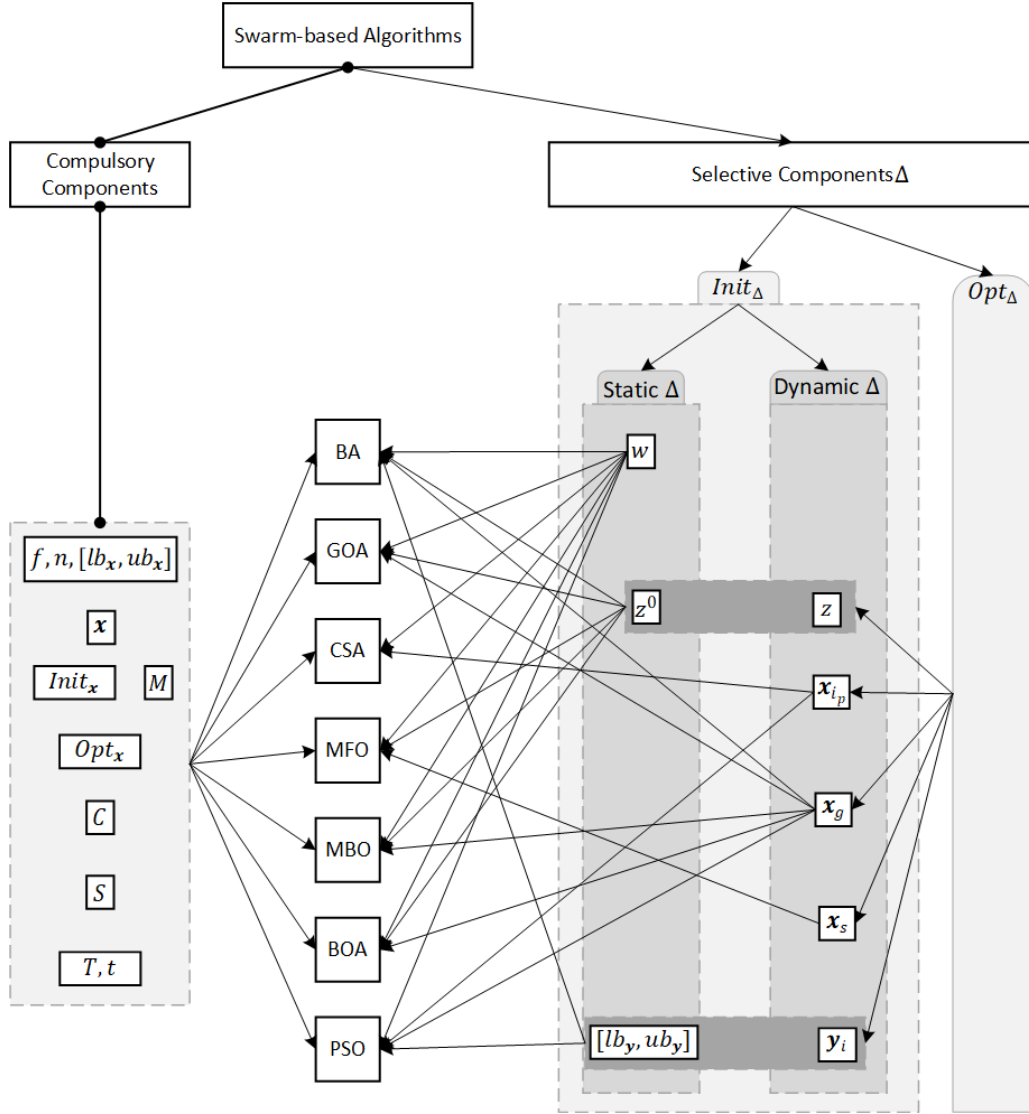 Swarm-based Algorithms
Compulsory
Components
Selective Components Δ
Init_Δ
Opt_Δ
Static Δ
Dynamic Δ
BA
w
GOA
f, n, [lb_x, ub_x]
z^0
z
x
CSA
Init_x
M
x_{i_p}
Opt_x
MFO
C
x_g
MBO
S
x_s
BOA
T, t
PSO
[lb_y, ub_y]
y_i